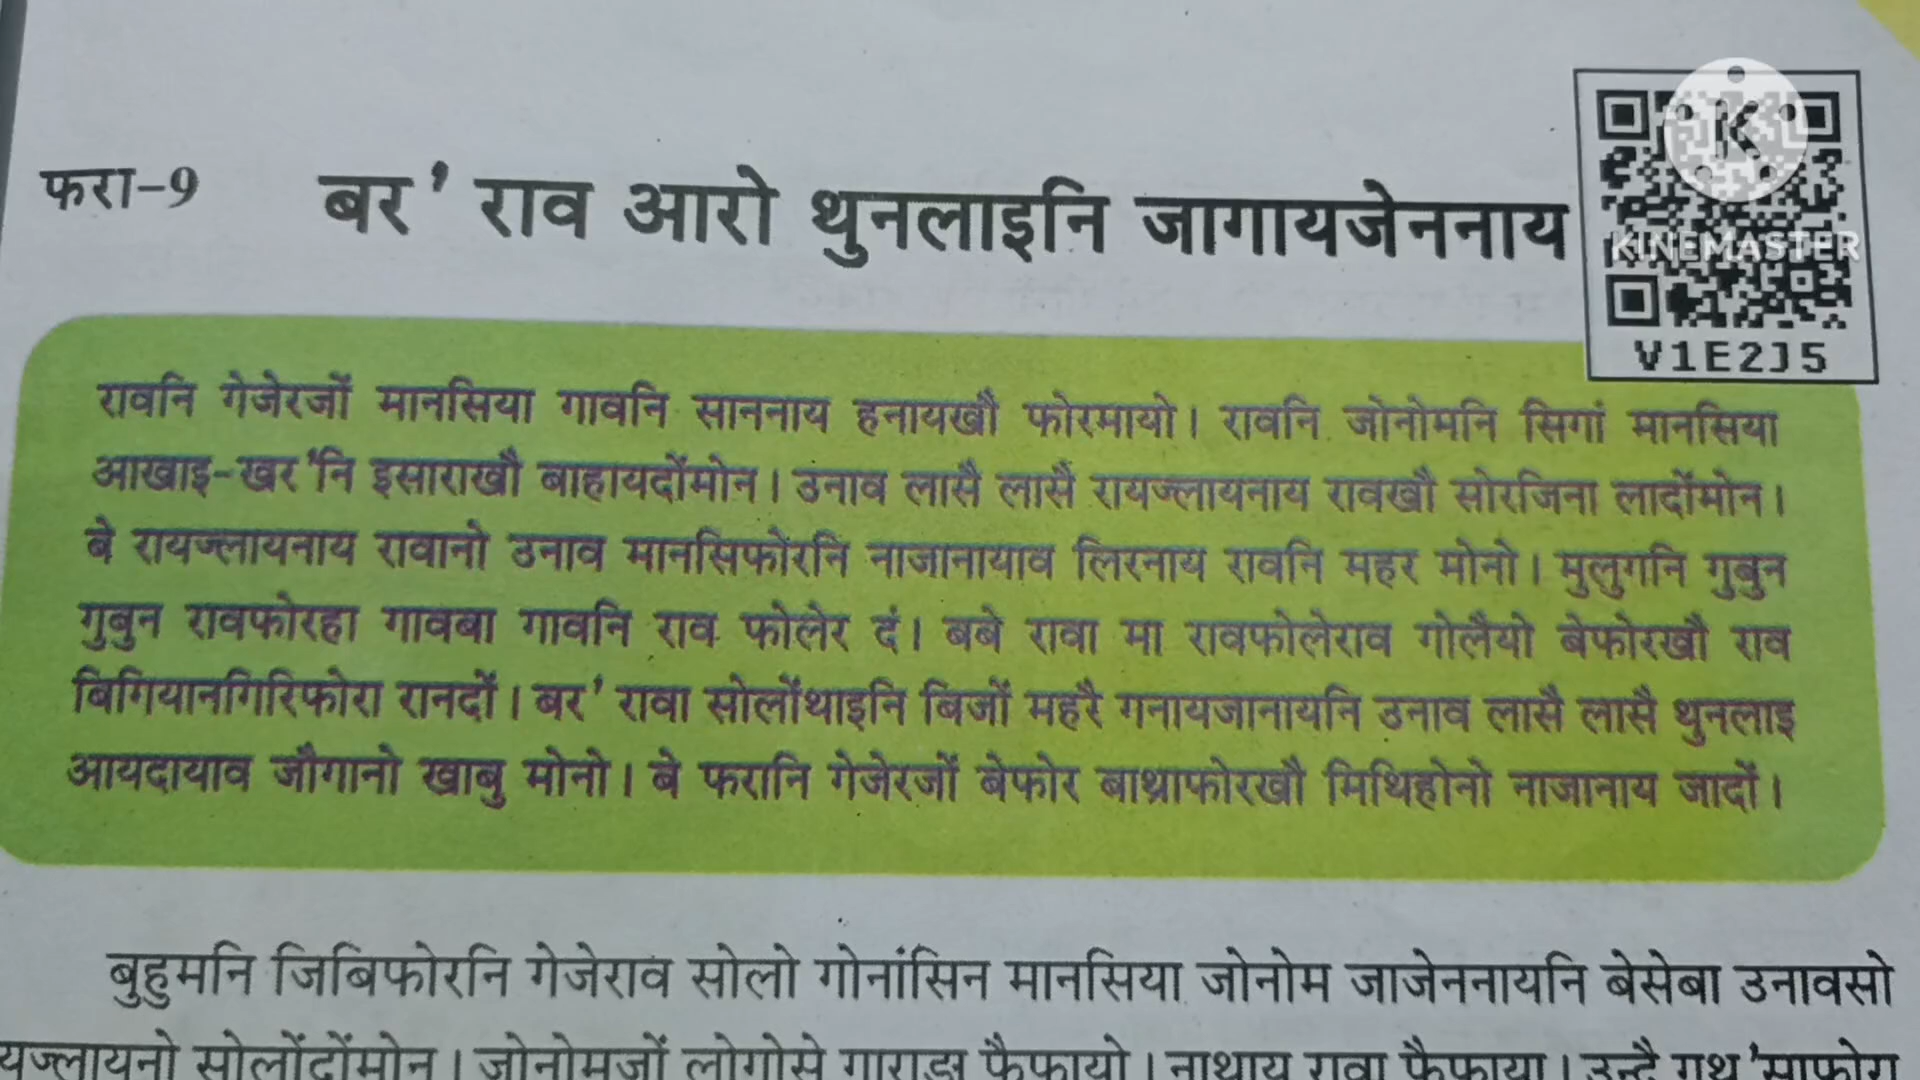 फरा-9 बर' राव आरो थुनलाइनि जागायजेननाय
KINEMASTER
V1E2J5
रावनि गेजेरजों मानसिया गावनि साननाय हनायखौ फोरमायो। रावनि जोनोमनि सिगां मानसिया
आखाइ-खर'नि इसाराखौ बाहायदोंमोन। उनाव लासै लासै रायज्लायनाय रावखौ सोरजिना लादोंमोन।
बे रायज्लायनाय रावानो उनाव मानसिफोरनि नाजानायाव लिरनाय रावनि महर मोनो। मुलुगनि गुबुन
गुबुन रावफोरहा गावबा गावनि राव फोलेर दं। बबे रावा मा रावफोलेराव गोलैयो बेफोरखौ राव
बिगियानगिरिफोरा रानदों। बर' रावा सोलोंथाइनि बिजों महरै गनायजानायनि उनाव लासै लासै थुनलाइ
आयदायाव जौगानो खाबु मोनो। बे फरानि गेजेरजों बेफोर बाथ्राफोरखौ मिथिहोनो नाजानाय जादों।
बुहुमनि जिबिफोरनि गेजेराव सोलो गोनांसिन मानसिया जोनोम जाजेननायनि बेसेबा उनावसो
यज्लायनो सोलोंदोंमोन। जोनोमजों लोगोसे गाराङा फैफायो। नाथाय रावा फैफाया। उन्दै गथ'साफोरा